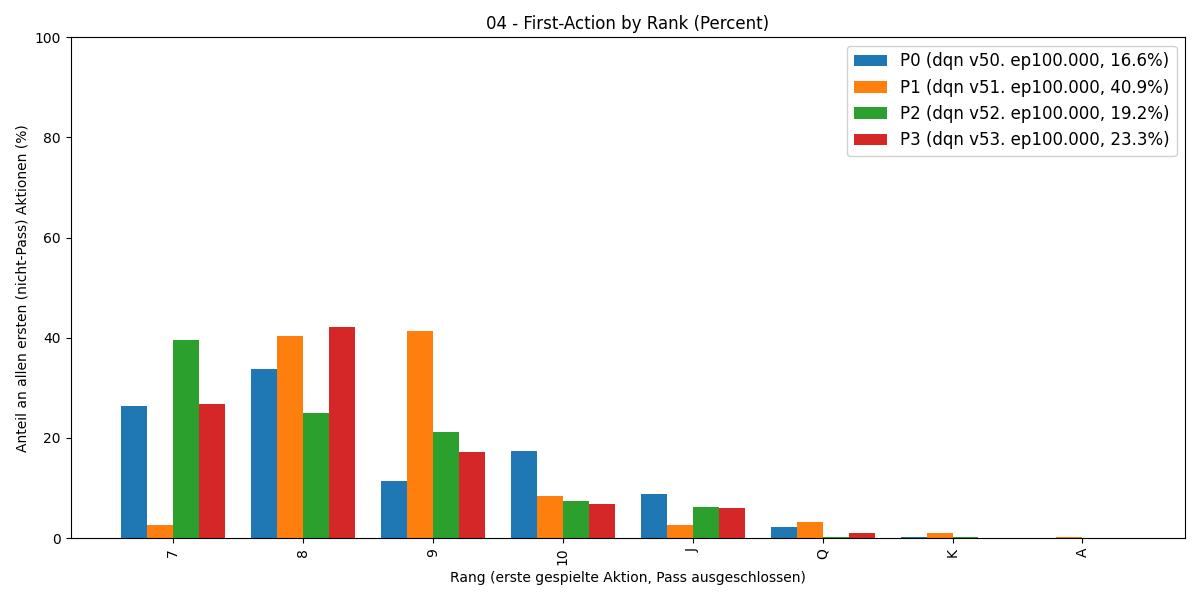 04 - First-Action by Rank (Percent)
Anteil an allen ersten (nicht-Pass) Aktionen (%)
100
80
60
40
20
0
P0 (dqn v50. ep100.000, 16.6%)
P1 (dqn v51. ep100.000, 40.9%)
P2 (dqn v52. ep100.000, 19.2%)
P3 (dqn v53. ep100.000, 23.3%)
7
8
9
10
J
Q
K
A
Rang (erste gespielte Aktion, Pass ausgeschlossen)